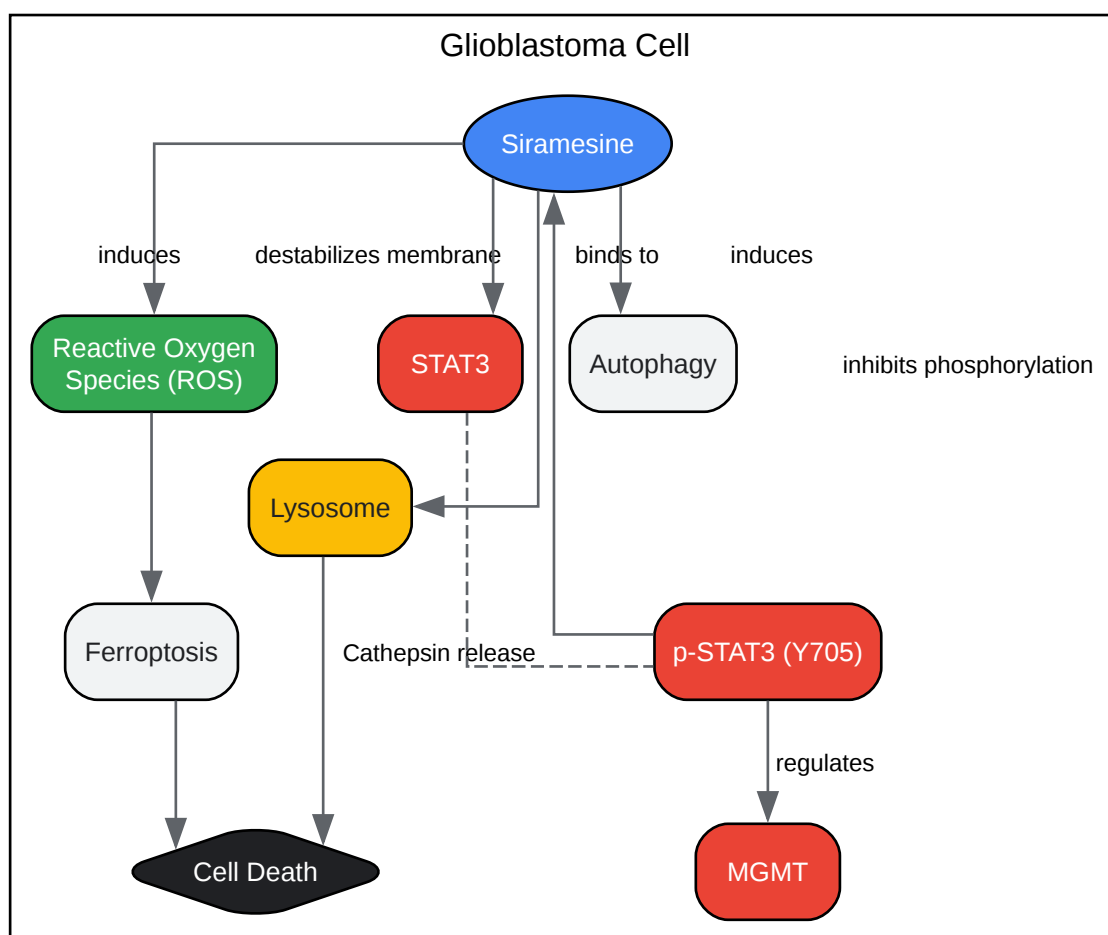 Glioblastoma Cell
Siramesine
induces
destabilizes membrane
binds to
induces
Reactive Oxygen
Species (ROS)
STAT3
Autophagy
inhibits phosphorylation
Lysosome
Ferroptosis
Cathepsin release
p-STAT3 (Y705)
regulates
Cell Death
MGMT